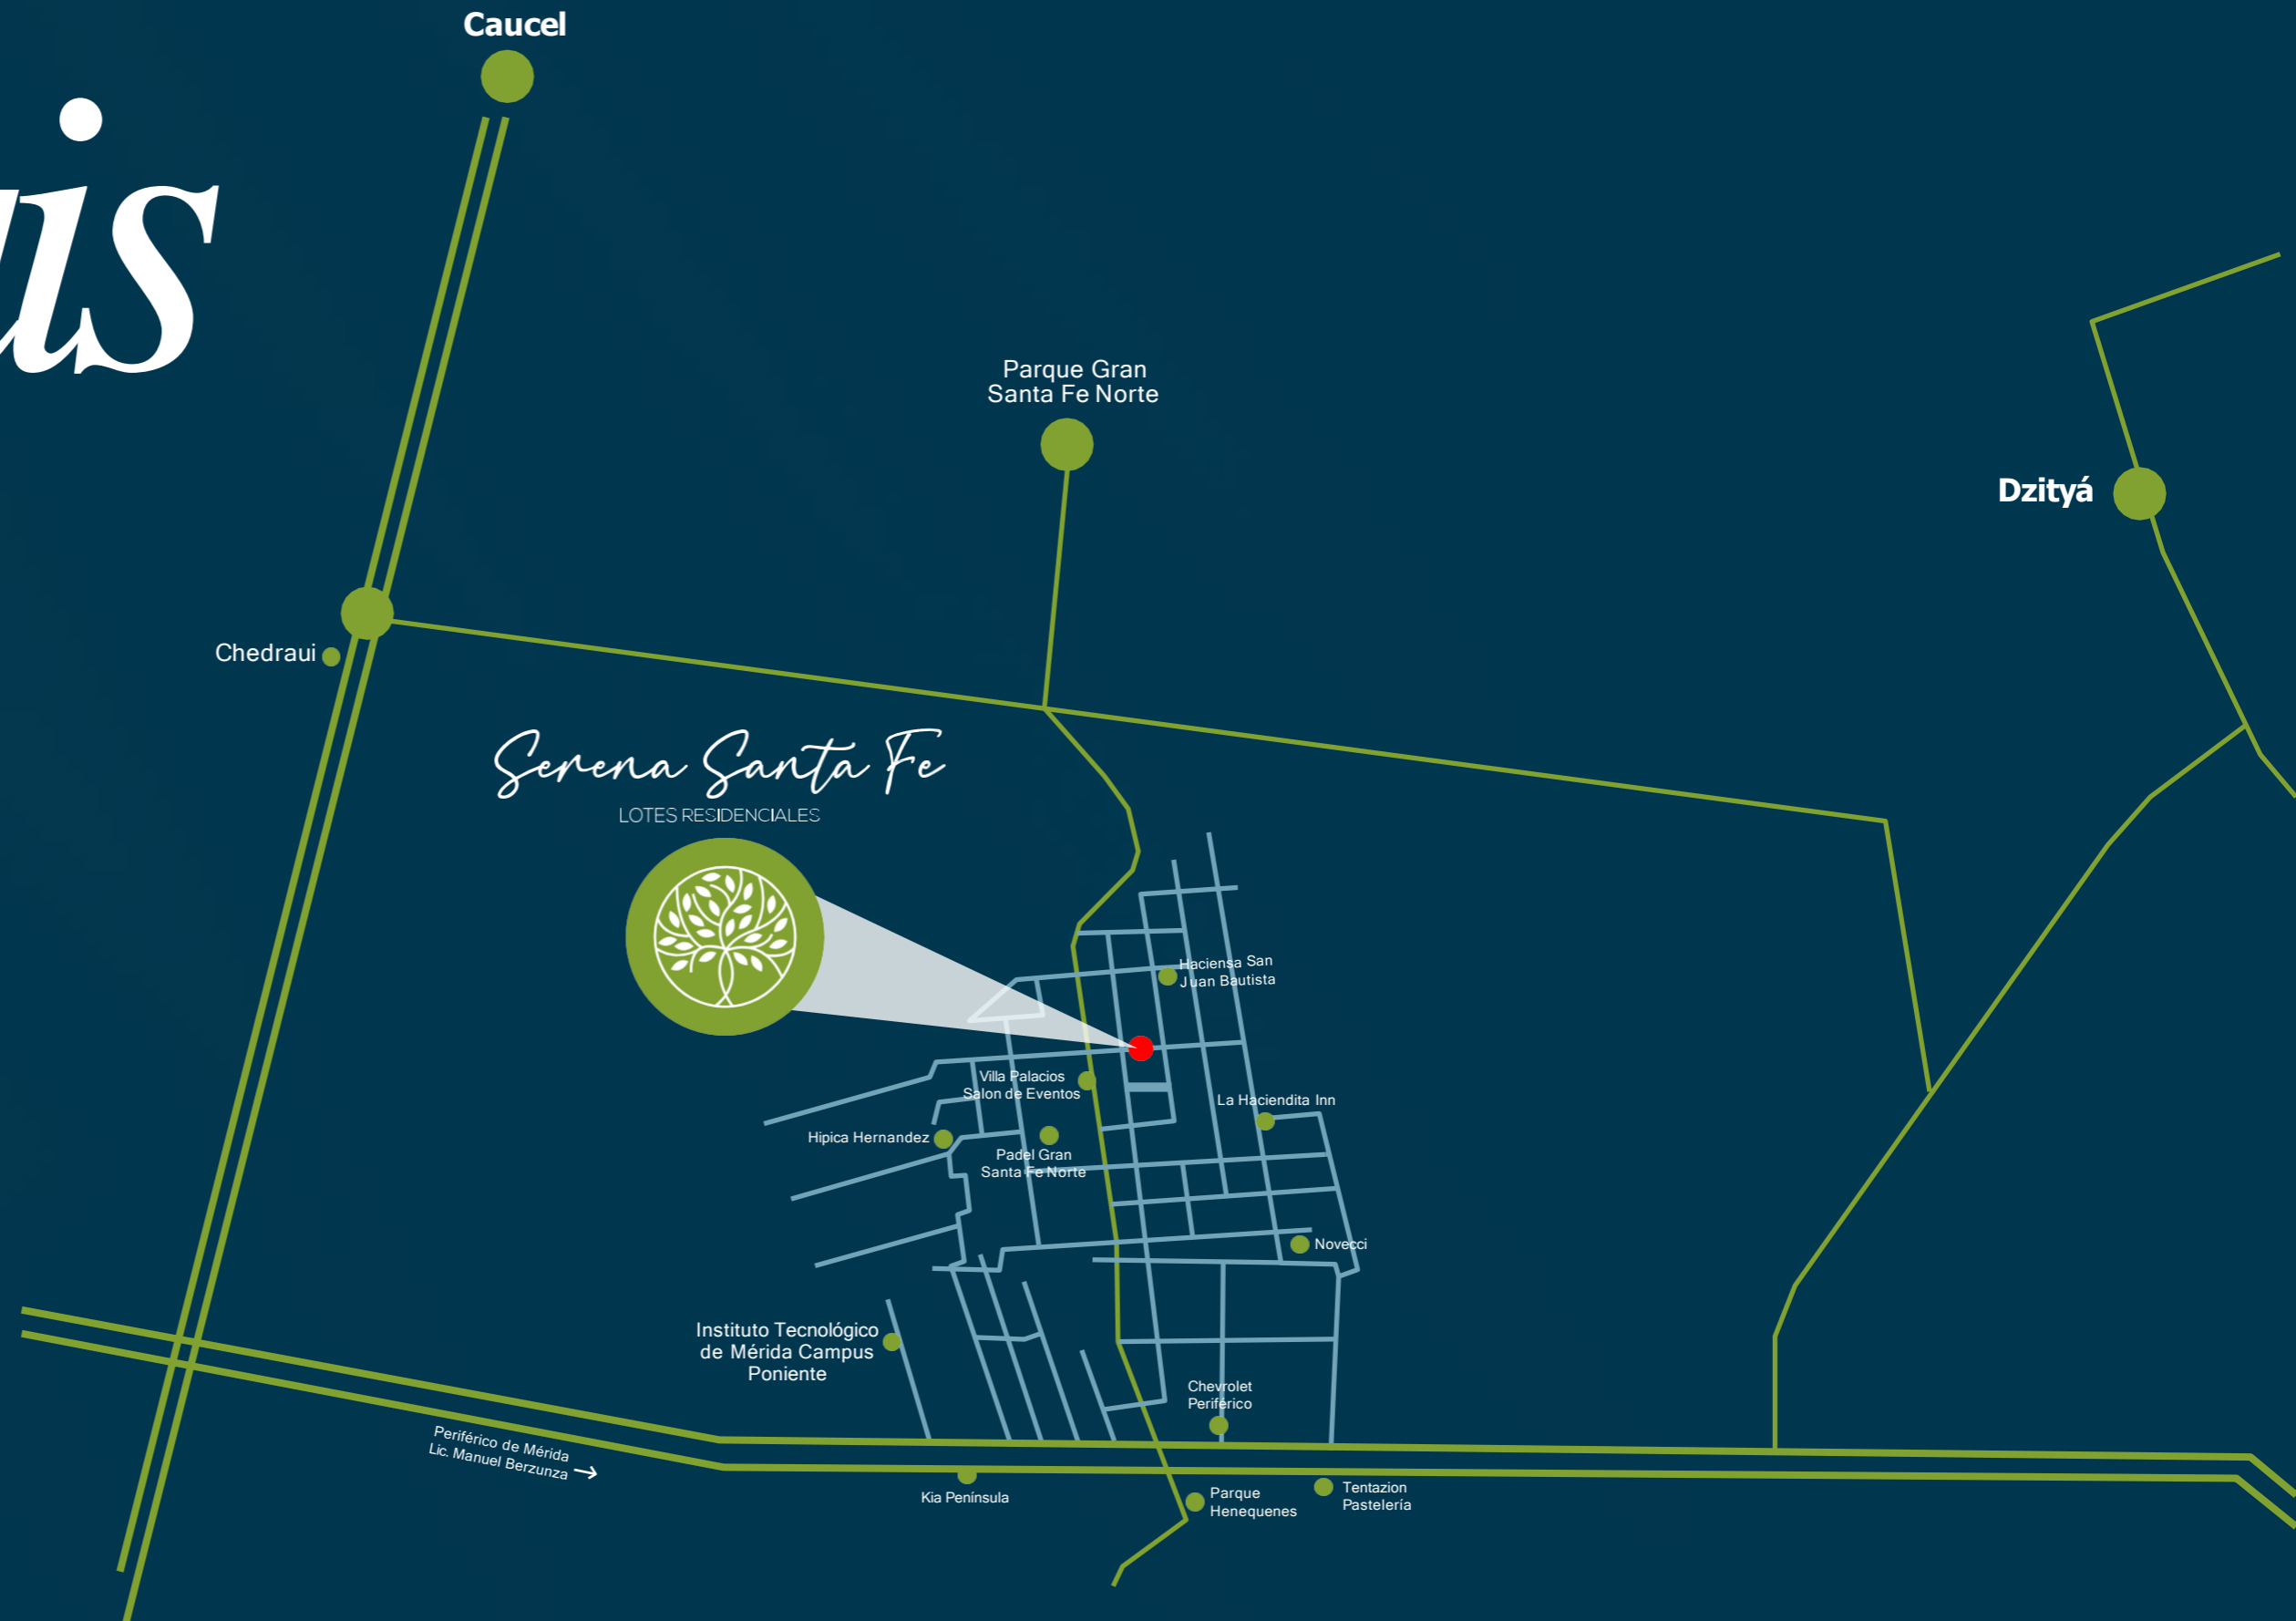 Caucel
is
Parque Gran
Santa Fe Norte
Dzityá
Chedraui
Serena Santa Fe
LOTES RESIDENCIALES
Haciensa San
Juan Bautista
Villa Palacios
Salon de Eventos
La Haciendita Inn
Hipica Hernandez
Padel Gran
Santa Fe Norte
Novecci
Instituto Tecnológico
de Mérida Campus
Poniente
Chevrolet
Periférico
Periférico de Mérida
Lic. Manuel Berzunza →
Kia Península
Parque
Henequenes
Tentazion
Pastelería